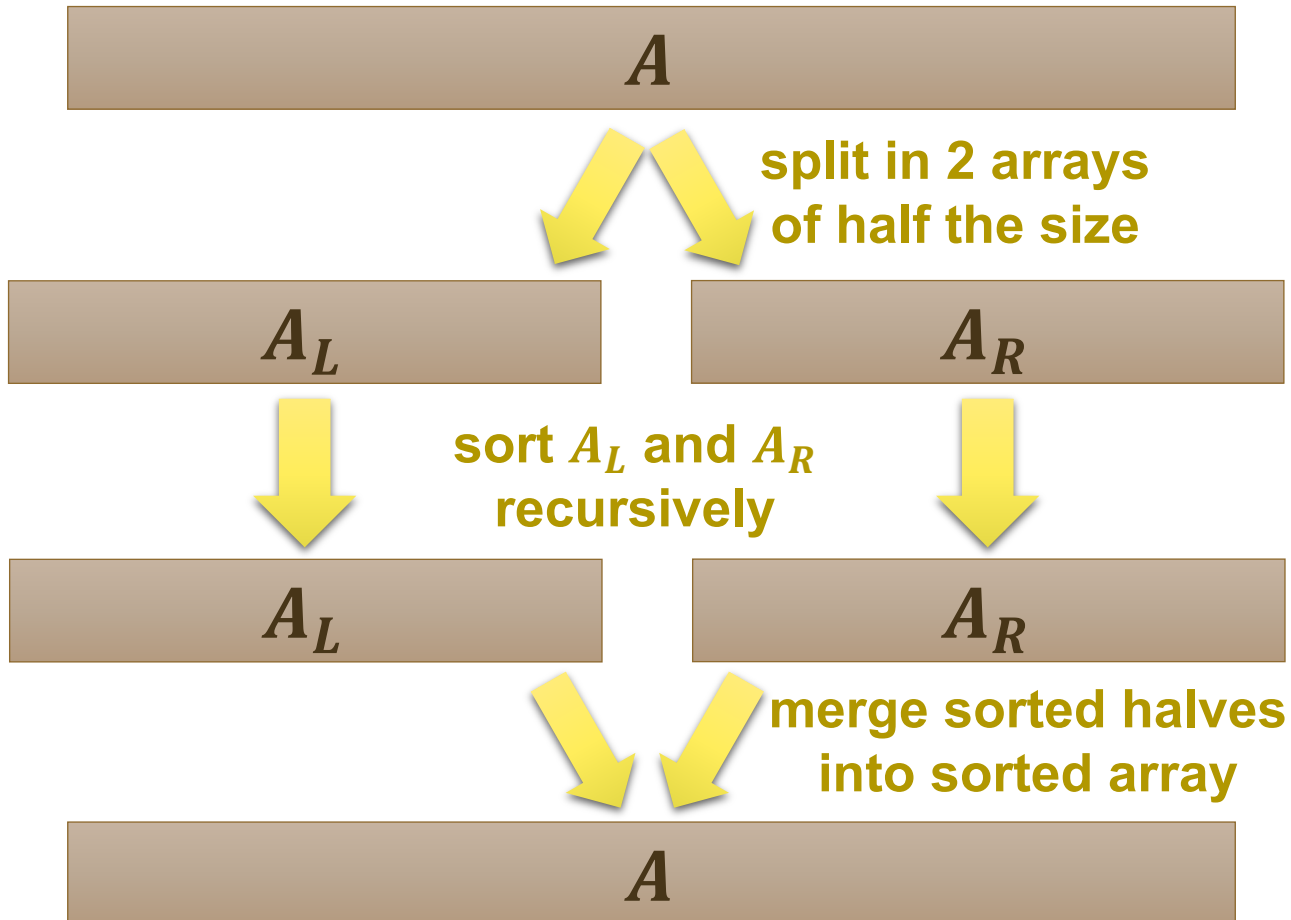 A
split in 2 arrays
of half the size
A_L
A_R
sort A_L and A_R
recursively
A_L
A_R
merge sorted halves
into sorted array
A